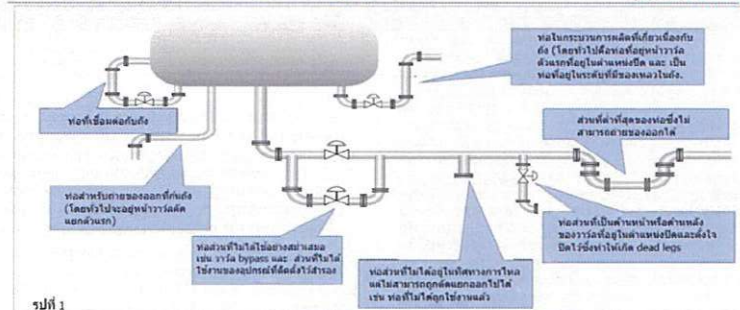 ท่อในกระบวนการผลิตที่เกี่ยวเนื่องกับ
ถัง (โดยทั่วไปคือท่อที่อยู่หน้าวาล์ว
ตัวแรกที่อยู่ในตำแหน่งปิด และ เป็น
ท่อที่อยู่ในระดับที่มีของเหลวในถัง.
ท่อที่เชื่อมต่อกับถัง
ส่วนที่ต่ำที่สุดของท่อซึ่งไม่
สามารถถ่ายของออกได้
ท่อสำหรับถ่ายของออกที่ก้นถัง
(โดยทั่วไปจะอยู่หน้าวาล์วตัด
แยกตัวแรก)
ท่อส่วนที่เป็นด้านหน้าหรือด้านหลัง
ของวาล์วที่อยู่ในตำแหน่งปิดและตั้งใจ
ปิดไว้ซึ่งทำให้เกิด dead legs
ท่อส่วนที่ไม่ได้ใช้อย่างสม่ำเสมอ
เช่น วาล์ว bypass และ ส่วนที่ไม่ได้
ใช้งานของอุปกรณ์ที่ติดตั้งไว้สำรอง
ท่อส่วนที่ไม่ได้อยู่ในทิศทางการไหล
แต่ไม่สามารถถูกตัดแยกออกไปได้
เช่น ท่อที่ไม่ได้ถูกใช้งานแล้ว
รูปที่ 1